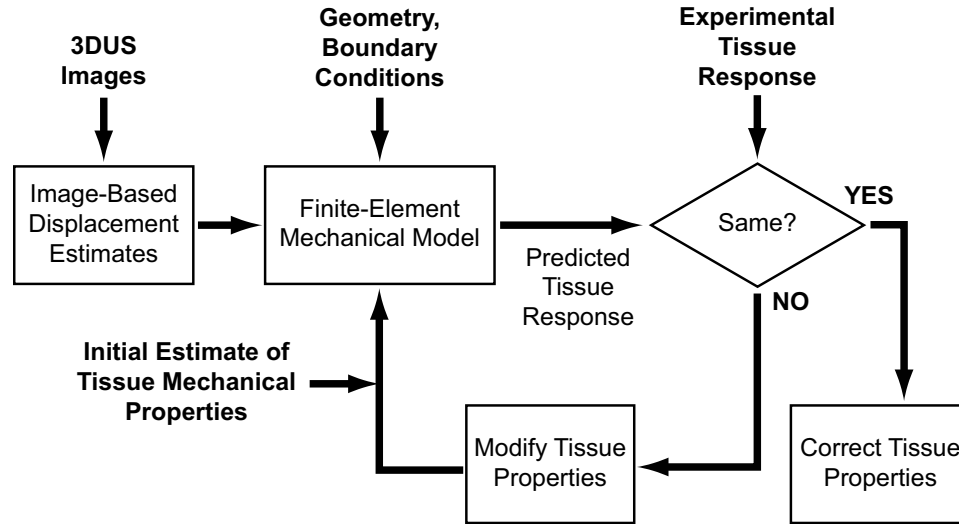 3DUS
Images
Geometry,
Boundary
Conditions
Experimental
Tissue
Response
Image-Based
Displacement
Estimates
Finite-Element
Mechanical Model
Predicted
Tissue
Response
Same?
YES
NO
Initial Estimate of
Tissue Mechanical
Properties
Modify Tissue
Properties
Correct Tissue
Properties